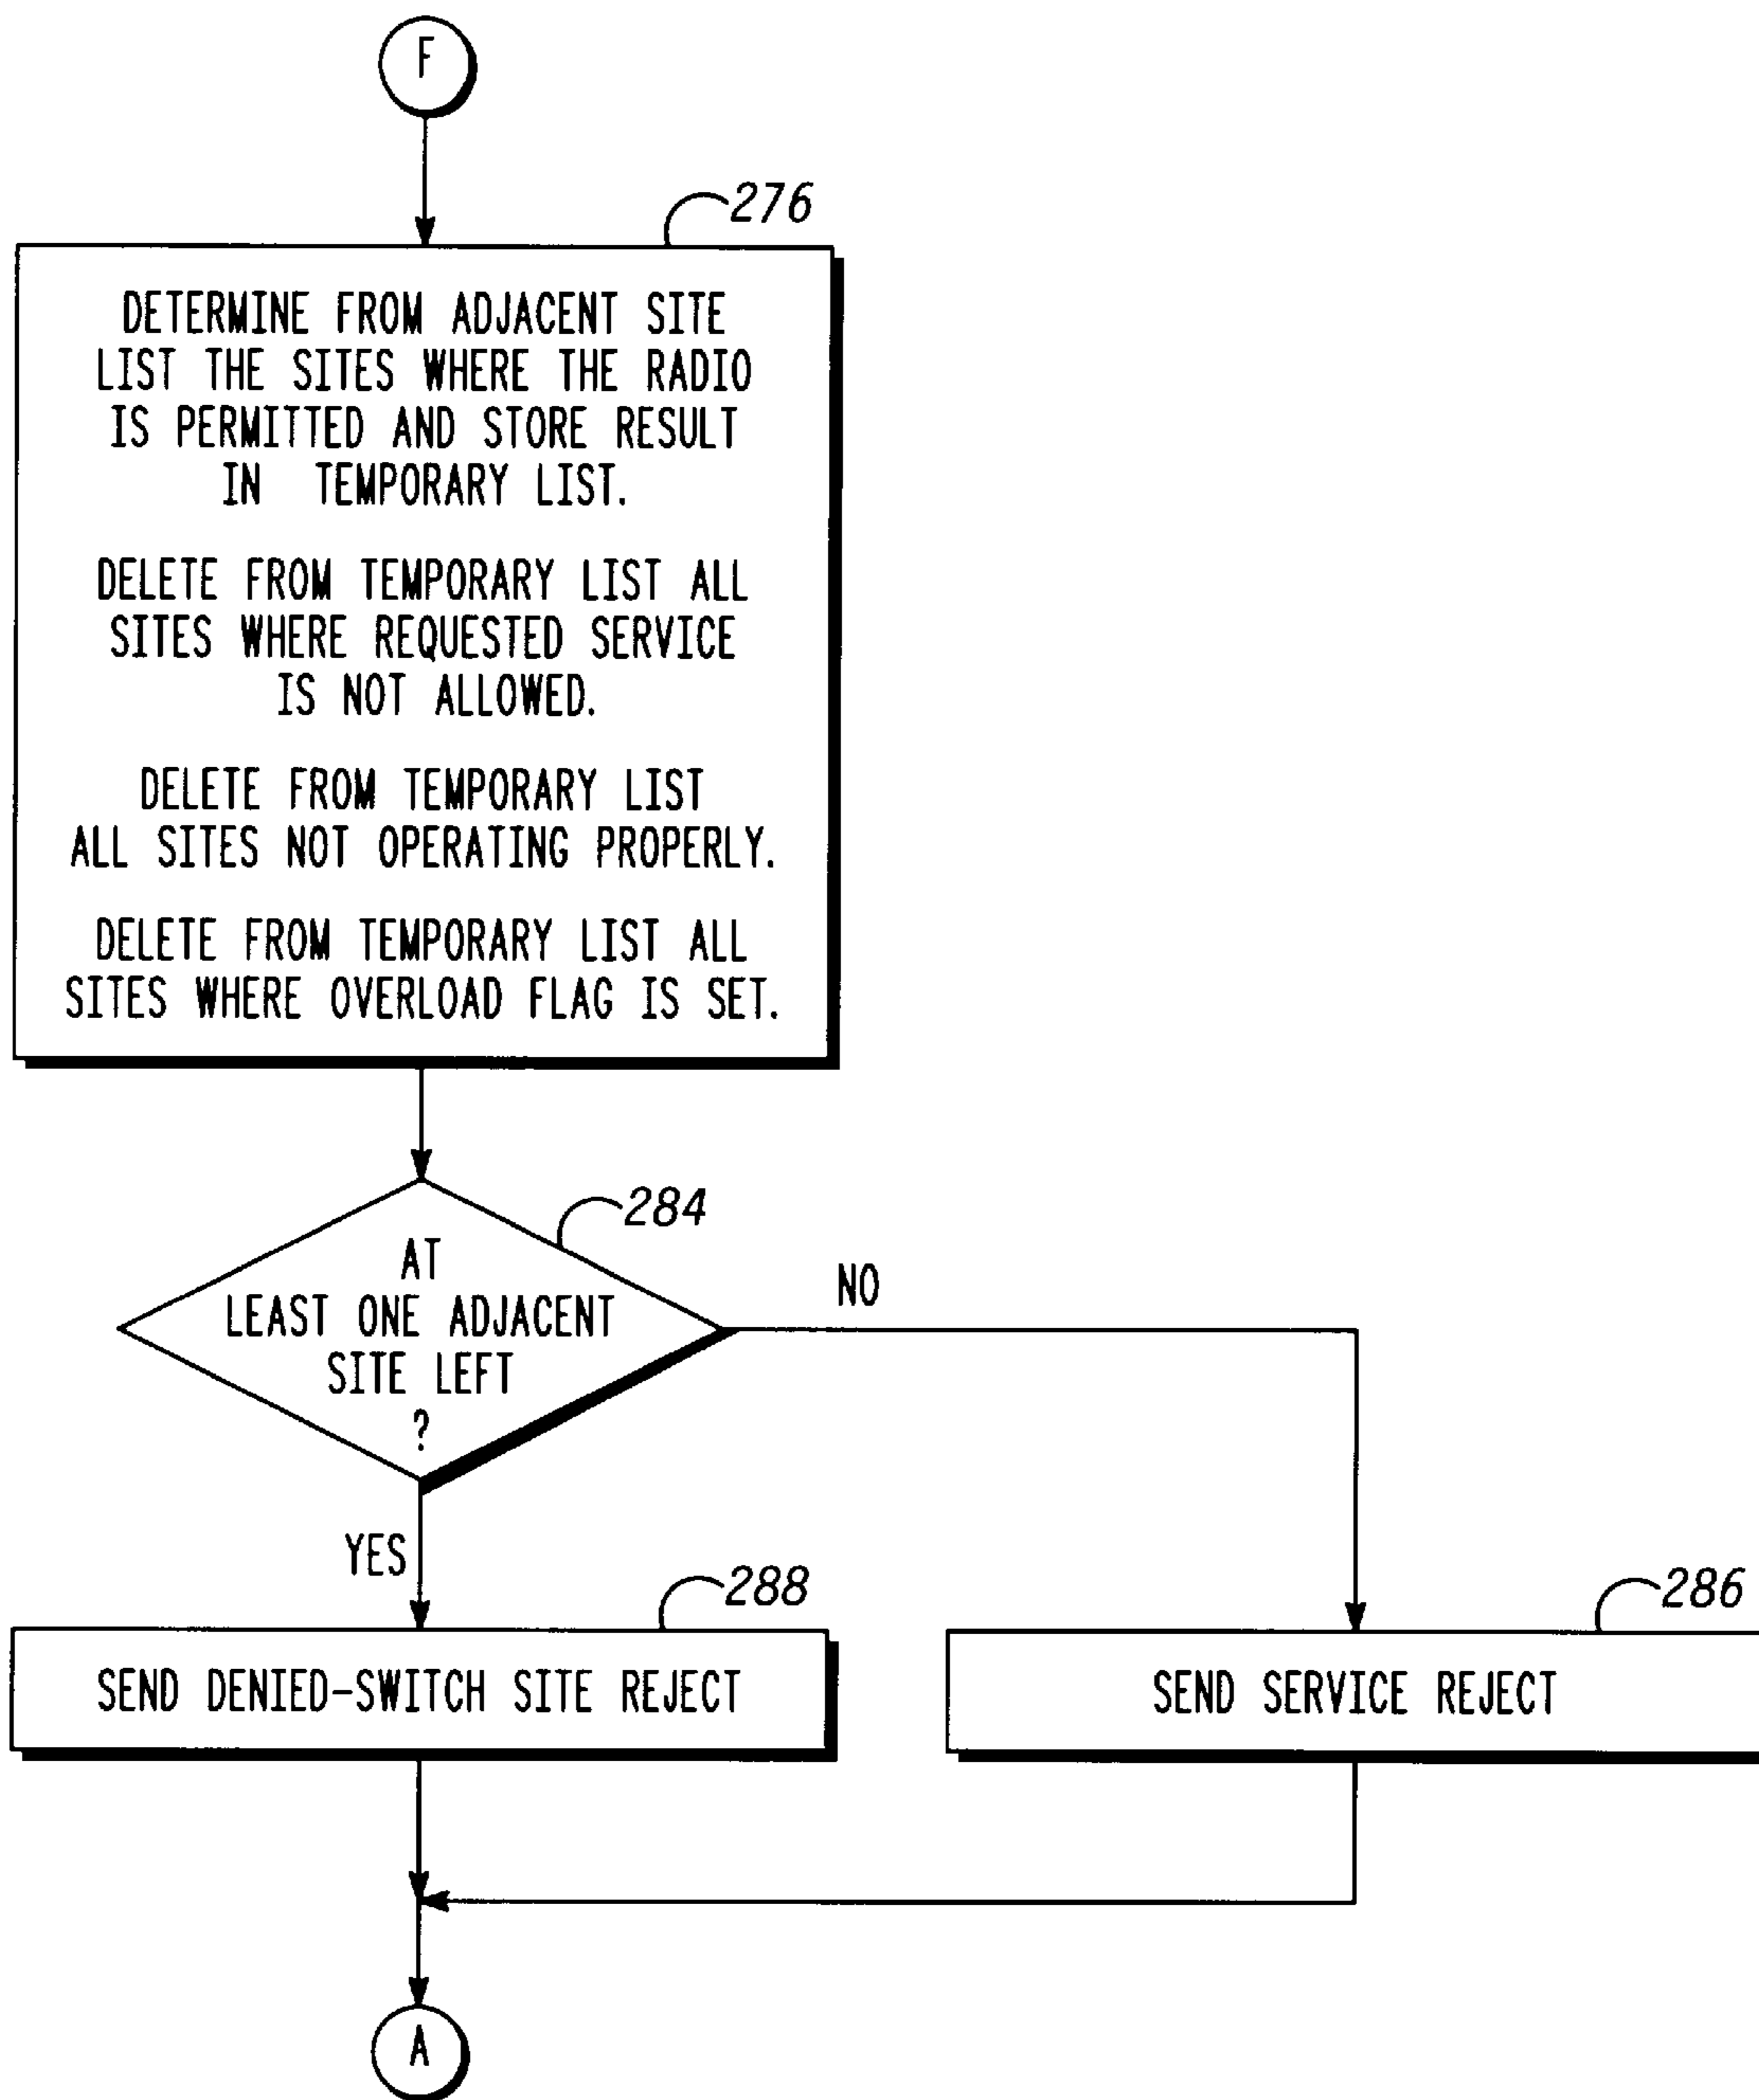 F
276
DETERMINE FROM ADJACENT SITE
LIST THE SITES WHERE THE RADIO
IS PERMITTED AND STORE RESULT
IN TEMPORARY LIST.
DELETE FROM TEMPORARY LIST ALL
SITES WHERE REQUESTED SERVICE
IS NOT ALLOWED.
DELETE FROM TEMPORARY LIST
ALL SITES NOT OPERATING PROPERLY.
DELETE FROM TEMPORARY LIST ALL
SITES WHERE OVERLOAD FLAG IS SET.
284
AT
LEAST ONE ADJACENT
SITE LEFT
?
NO
YES
288
SEND DENIED-SWITCH SITE REJECT
286
SEND SERVICE REJECT
A